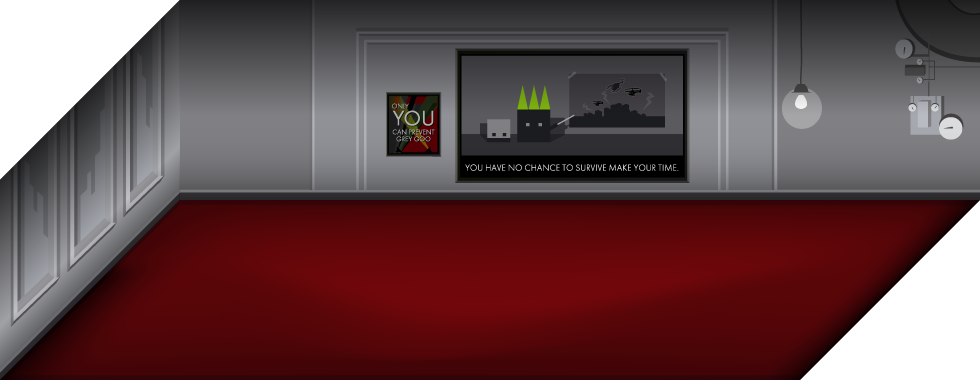 ONLY
YOU
CAN PREVENT
GREY GOO
YOU HAVE NO CHANCE TO SURVIVE MAKE YOUR TIME.